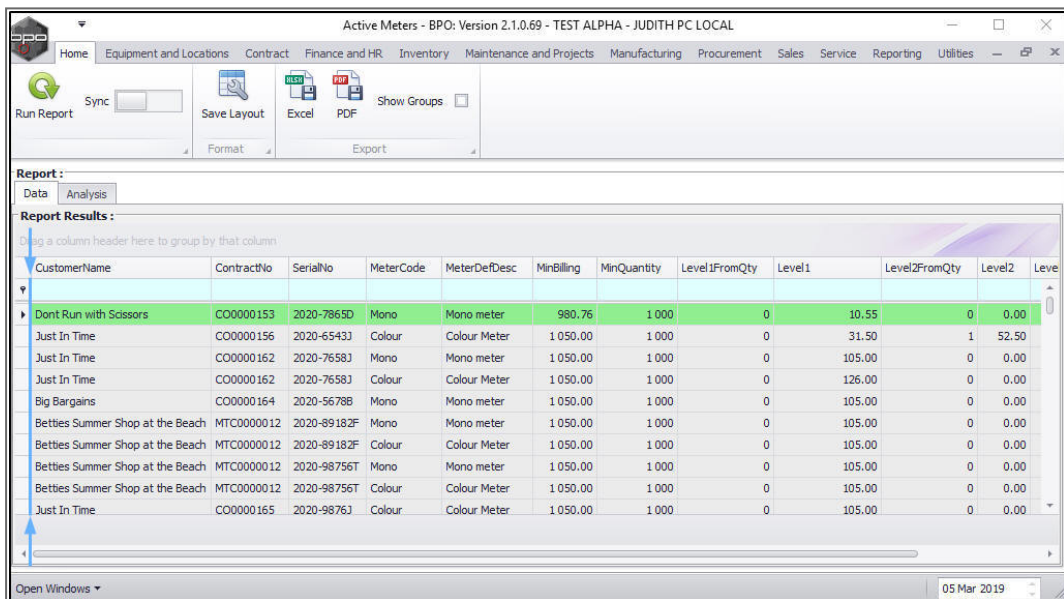 Active Meters - BPO: Version 2.1.0.69 - TEST ALPHA - JUDITH PC LOCAL
bpo
Home Equipment and Locations Contract Finance and HR Inventory Maintenance and Projects Manufacturing Procurement Sales Service Reporting Utilities
Run Report Sync Save Layout XLSX Excel PDF PDF Show Groups
Format Export
Report :
Data Analysis
Report Results :
Drag a column header here to group by that column
CustomerName ContractNo SerialNo MeterCode MeterDefDesc MinBilling MinQuantity Level1FromQty Level1 Level2FromQty Level2 Leve
Dont Run with Scissors CO0000153 2020-7865D Mono Mono meter 980.76 1 000 0 10.55 0 0.00
Just In Time CO0000156 2020-6543J Colour Colour Meter 1 050.00 1 000 0 31.50 1 52.50
Just In Time CO0000162 2020-7658J Mono Mono meter 1 050.00 1 000 0 105.00 0 0.00
Just In Time CO0000162 2020-7658J Colour Colour Meter 1 050.00 1 000 0 126.00 0 0.00
Big Bargains CO0000164 2020-5678B Mono Mono meter 1 050.00 1 000 0 105.00 0 0.00
Betties Summer Shop at the Beach MTC0000012 2020-89182F Mono Mono meter 1 050.00 1 000 0 105.00 0 0.00
Betties Summer Shop at the Beach MTC0000012 2020-89182F Colour Colour Meter 1 050.00 1 000 0 105.00 0 0.00
Betties Summer Shop at the Beach MTC0000012 2020-98756T Mono Mono meter 1 050.00 1 000 0 105.00 0 0.00
Betties Summer Shop at the Beach MTC0000012 2020-98756T Colour Colour Meter 1 050.00 1 000 0 105.00 0 0.00
Just In Time CO0000165 2020-9876J Colour Colour Meter 1 050.00 1 000 0 105.00 0 0.00
Open Windows 05 Mar 2019